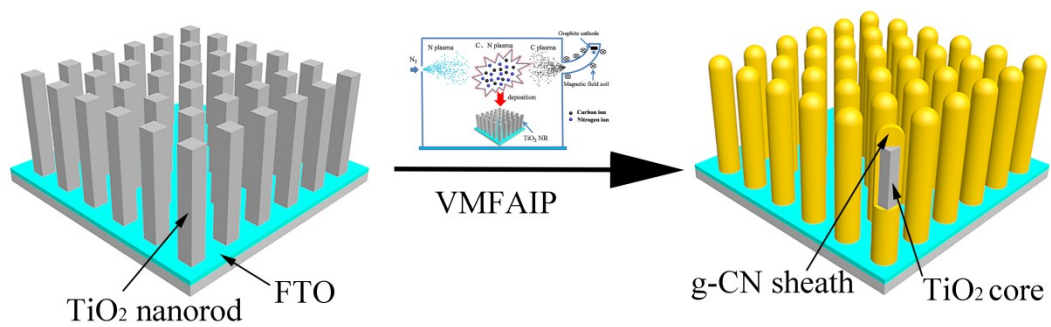 Graphite cathode
N plasma
C、N plasma
C plasma
N₂
Magnetic field coil
deposition
Carbon ion
Nitrogen ion
TiO₂ NR
VMFAIP
TiO₂ nanorod
FTO
g-CN sheath
TiO₂ core